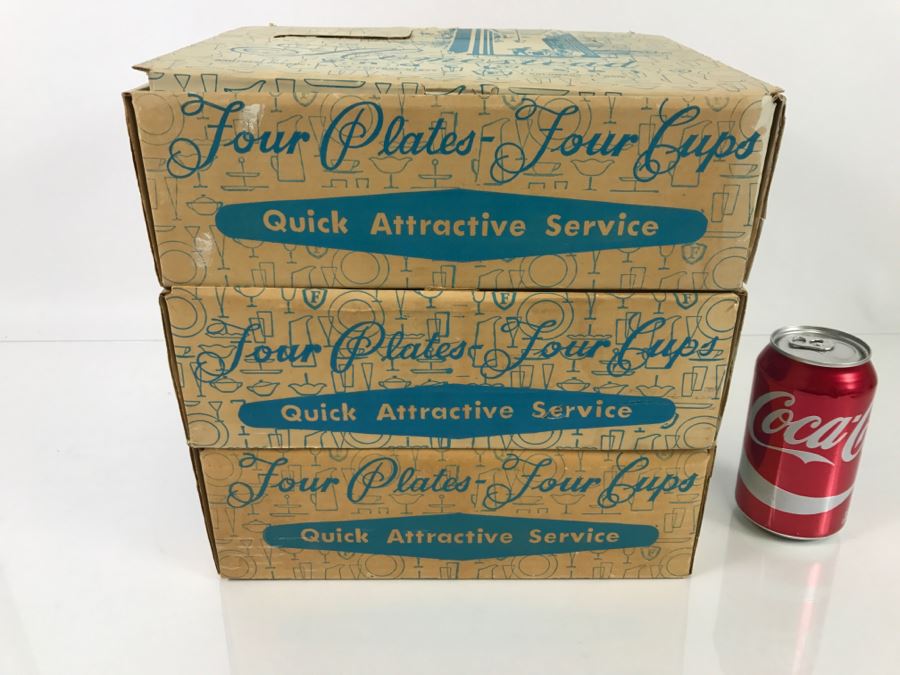 Four Plates - Four Cups
Quick Attractive Service
F
F
Four Plates - Four Cups
Quick Attractive Service
Four Plates - Four Cups
Quick Attractive Service
Coca-C